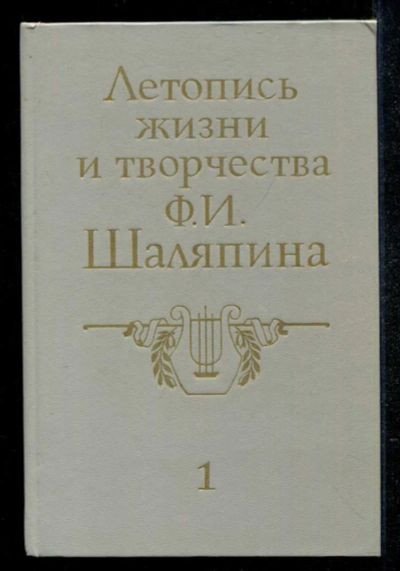 Летопись
жизни
и творчества
Ф.И.
Шаляпина
1